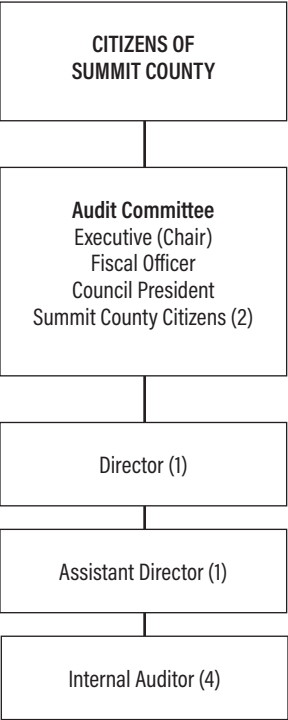 CITIZENS OF
SUMMIT COUNTY
Audit Committee
Executive (Chair)
Fiscal Officer
Council President
Summit County Citizens (2)
Director (1)
Assistant Director (1)
Internal Auditor (4)